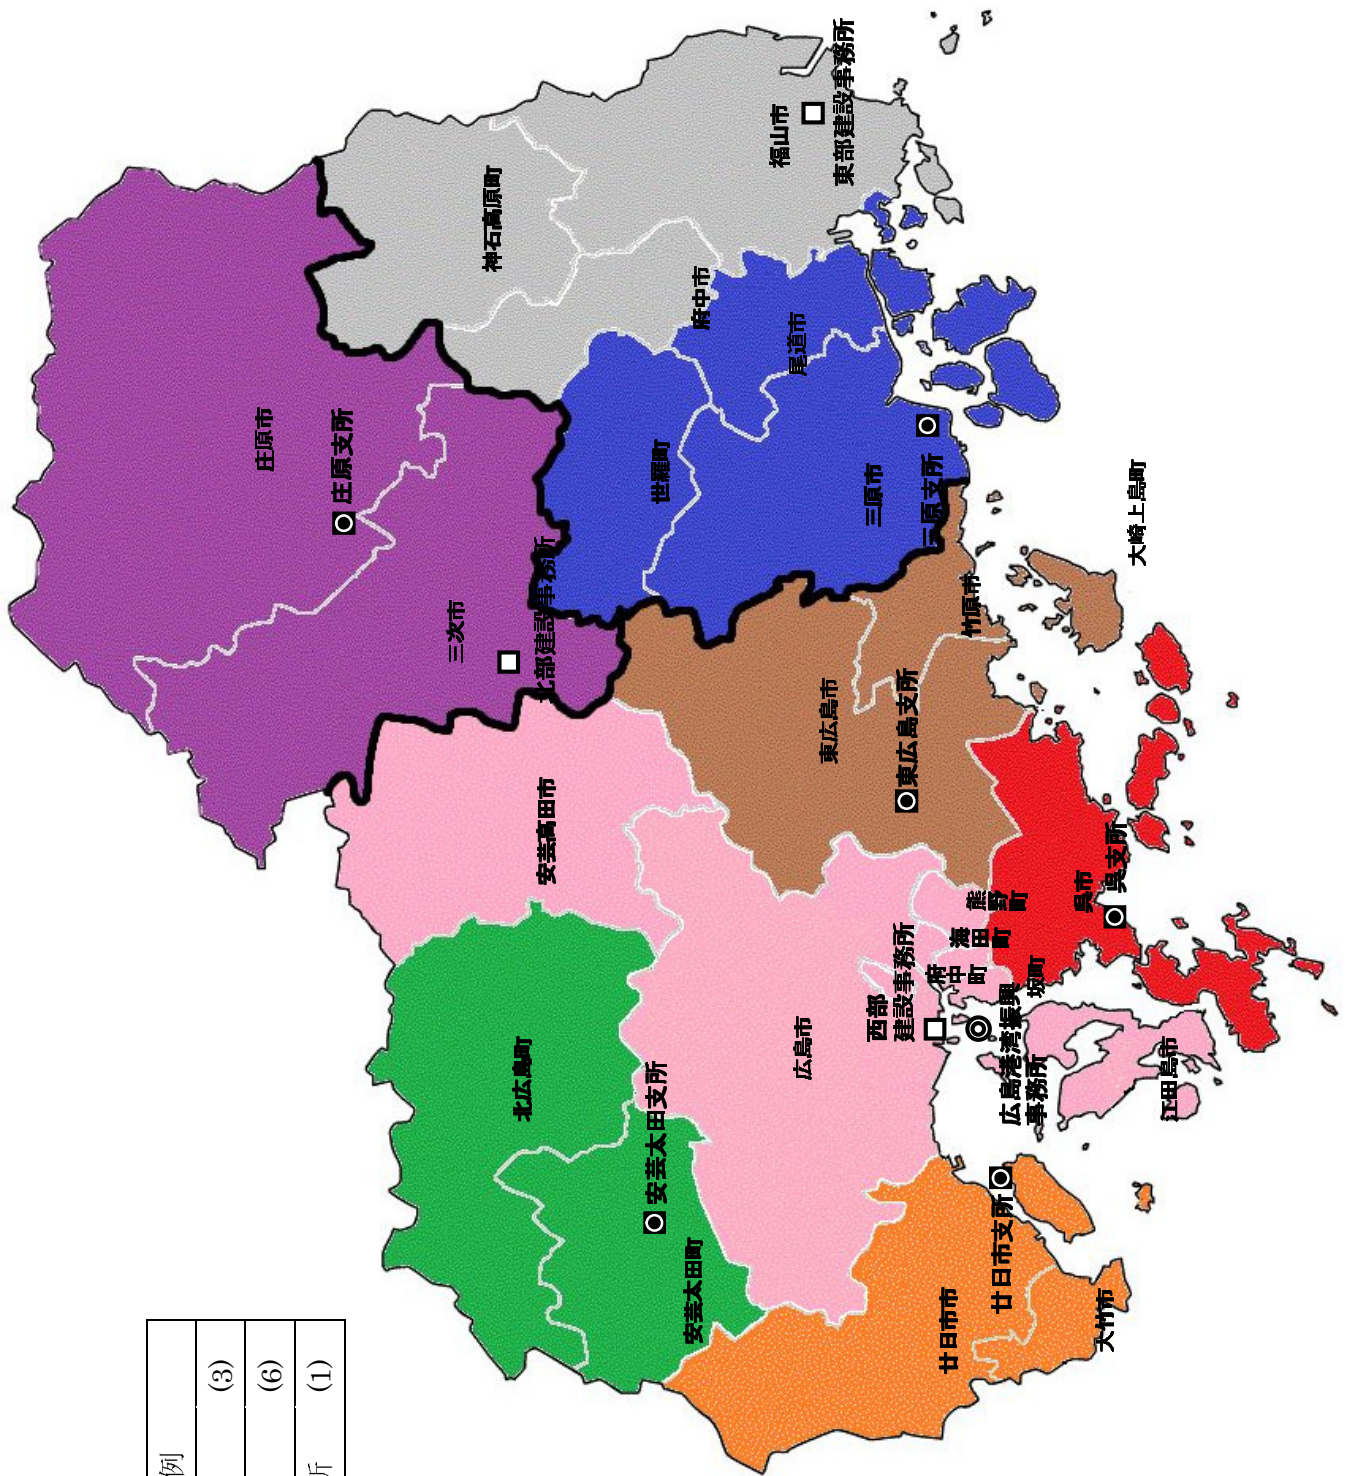 例
(3)
(6)
所 (1)
庄原市
庄原支所
三次市
北部建設事務所
神石高原町
福山市
東部建設事務所
府中市
尾道市
世羅町
三原市
三原支所
竹原市
大崎上島町
東広島市
東広島支所
安芸高田市
北広島町
安芸太田支所
安芸太田町
広島市
西部
建設事務所
府中町
海田町
熊野町
坂町
呉市
呉支所
広島港湾振興
事務所
江田島市
廿日市市
廿日市支所
大竹市